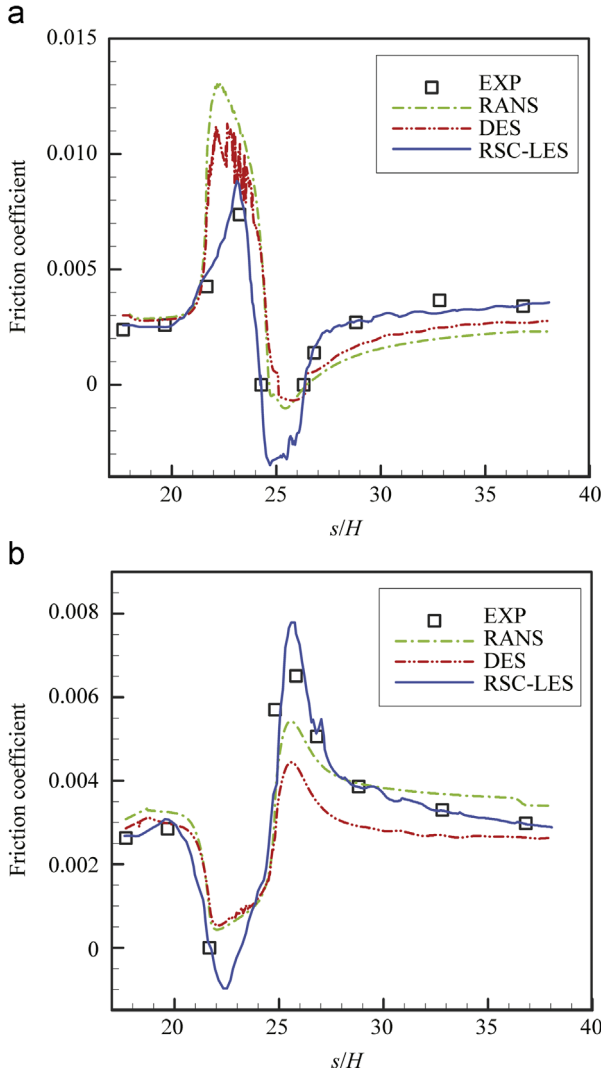 a
0.015
0.010
0.005
0
Friction coefficient
EXP
RANS
DES
RSC-LES
20
25
30
35
40
s/H
b
0.008
0.006
0.004
0.002
0
Friction coefficient
EXP
RANS
DES
RSC-LES
20
25
30
35
40
s/H